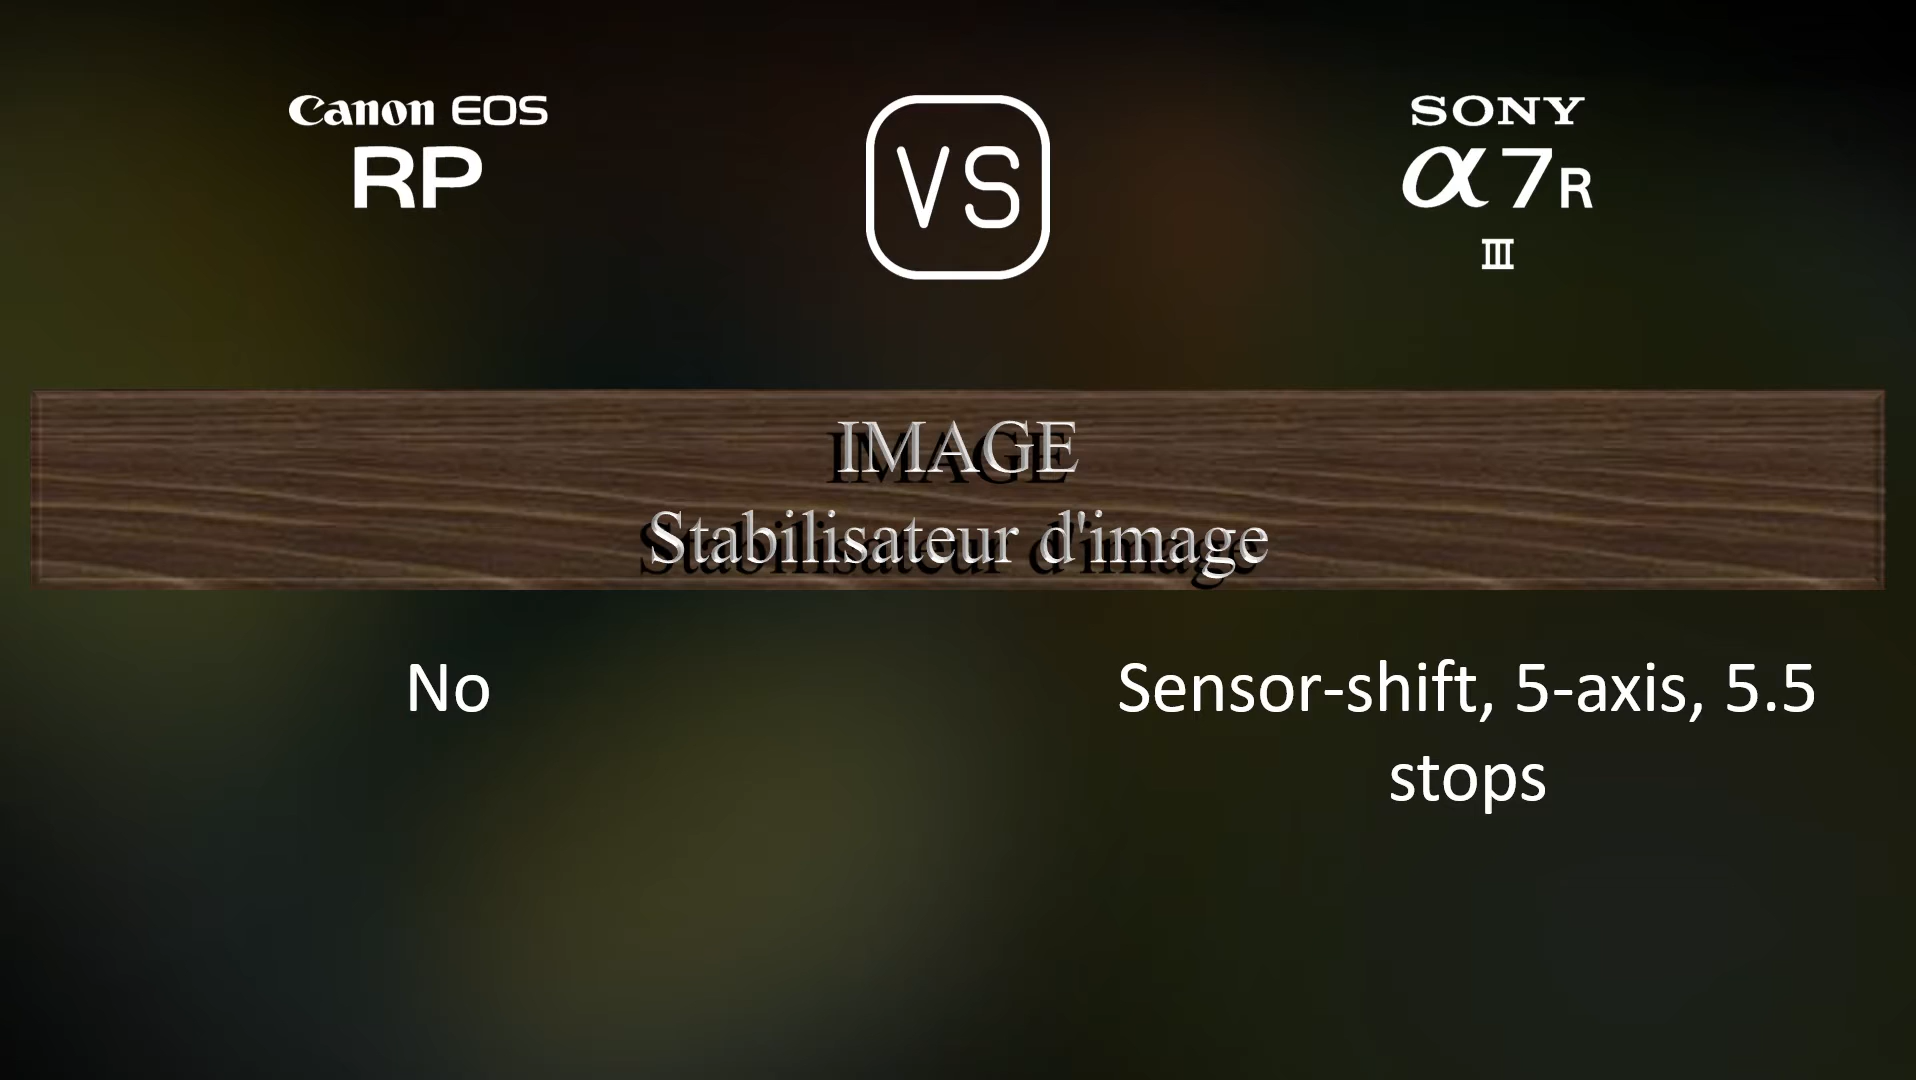 Canon EOS
RP
VS
SONY
α7R
III
IMAGE
Stabilisateur d'image
No
Sensor-shift, 5-axis, 5.5
stops